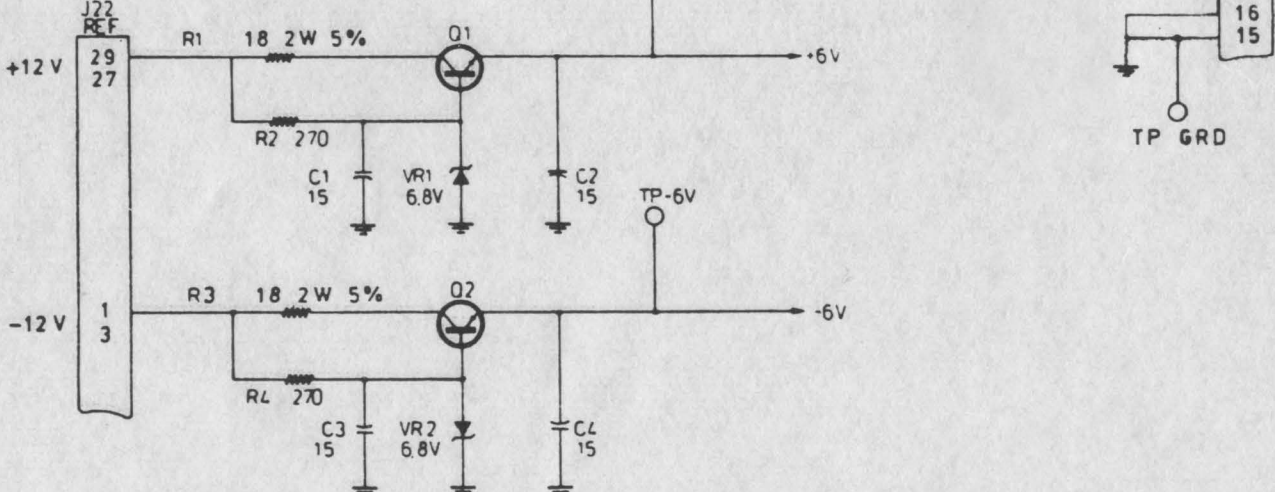 J22
REF
16
R1 18 2W 5% Q1
29
15
+12 V
+6V
27
R2 270
TP GRD
C1
15
VR1
6.8V
C2
15
TP-6V
R3 18 2W 5% Q2
1
-12 V
-6V
3
R4 270
C3
15
VR2
6.8V
C4
15